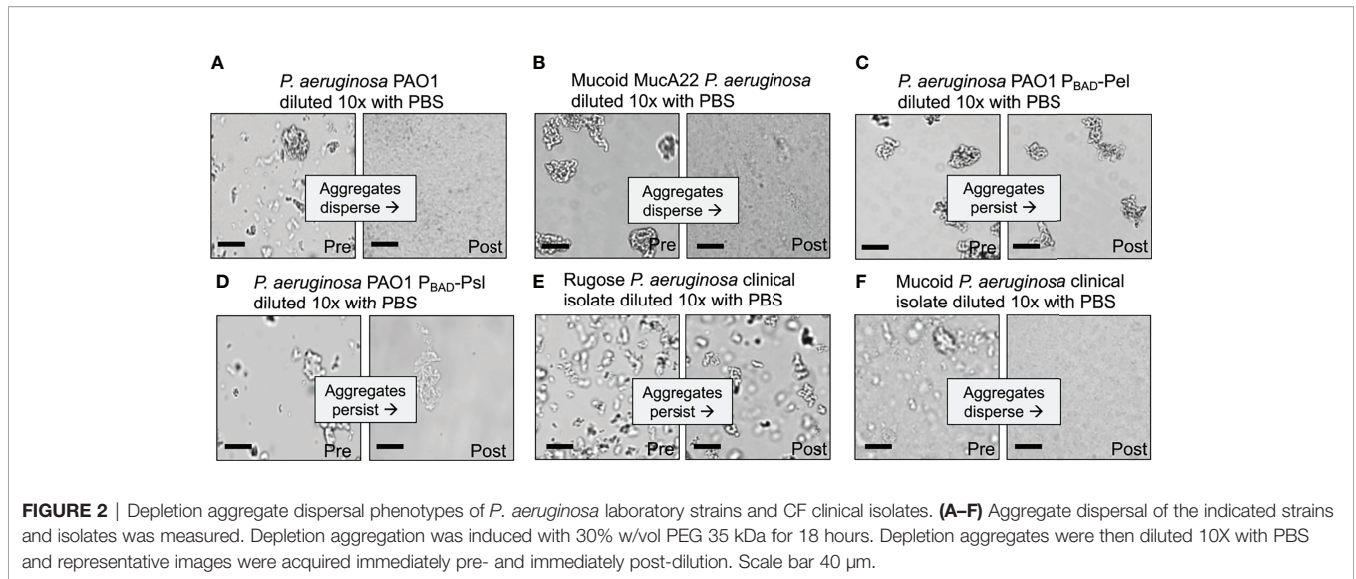 A
P. aeruginosa PAO1
diluted 10x with PBS
Aggregates
disperse →
Pre
Post
B
Mucoid MucA22 P. aeruginosa
diluted 10x with PBS
Aggregates
disperse →
Pre
Post
C
P. aeruginosa PAO1 PBAD-Pel
diluted 10x with PBS
Aggregates
persist →
Pre
Post
D
P. aeruginosa PAO1 PBAD-Psl
diluted 10x with PBS
Aggregates
persist →
Pre
Post
E
Rugose P. aeruginosa clinical
isolate diluted 10x with PBS
Aggregates
persist →
Pre
Post
F
Mucoid P. aeruginosa clinical
isolate diluted 10x with PBS
Aggregates
disperse →
Pre
Post
FIGURE 2 | Depletion aggregate dispersal phenotypes of P. aeruginosa laboratory strains and CF clinical isolates. (A–F) Aggregate dispersal of the indicated strains
and isolates was measured. Depletion aggregation was induced with 30% w/vol PEG 35 kDa for 18 hours. Depletion aggregates were then diluted 10X with PBS
and representative images were acquired immediately pre- and immediately post-dilution. Scale bar 40 μm.